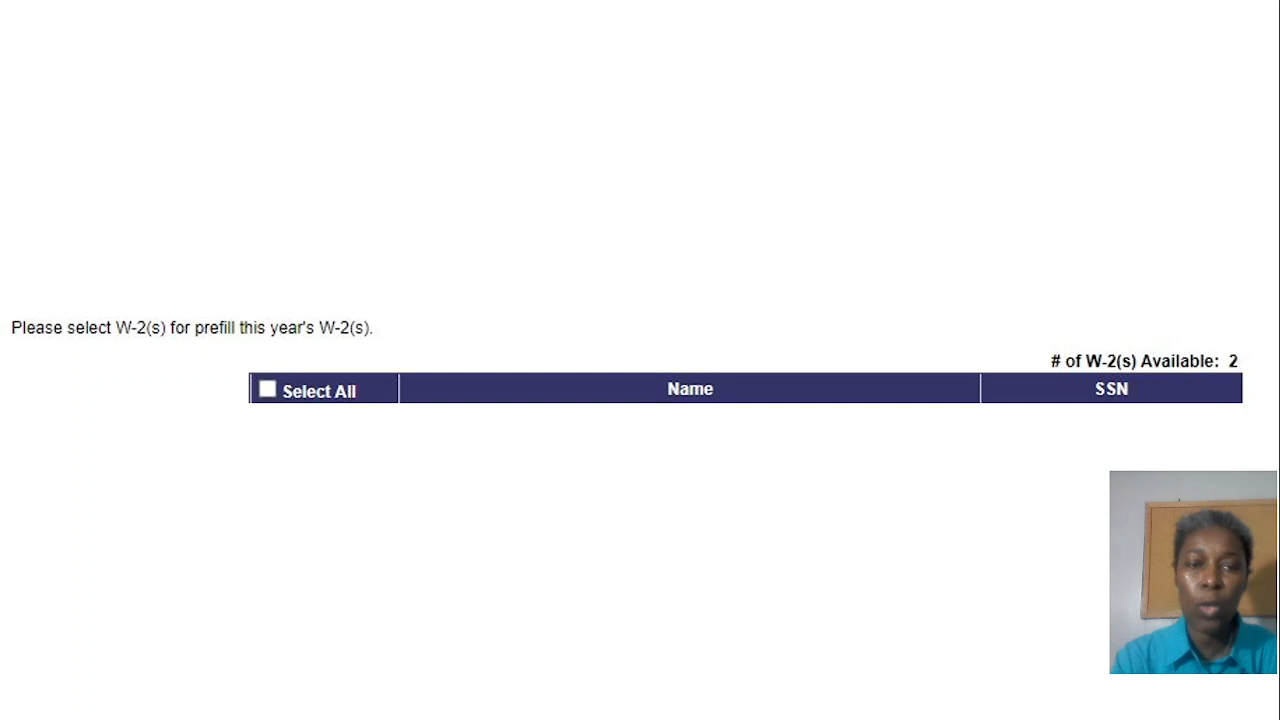 Please select W-2(s) for prefill this year's W-2(s).
# of W-2(s) Available: 2
Select All Name SSN